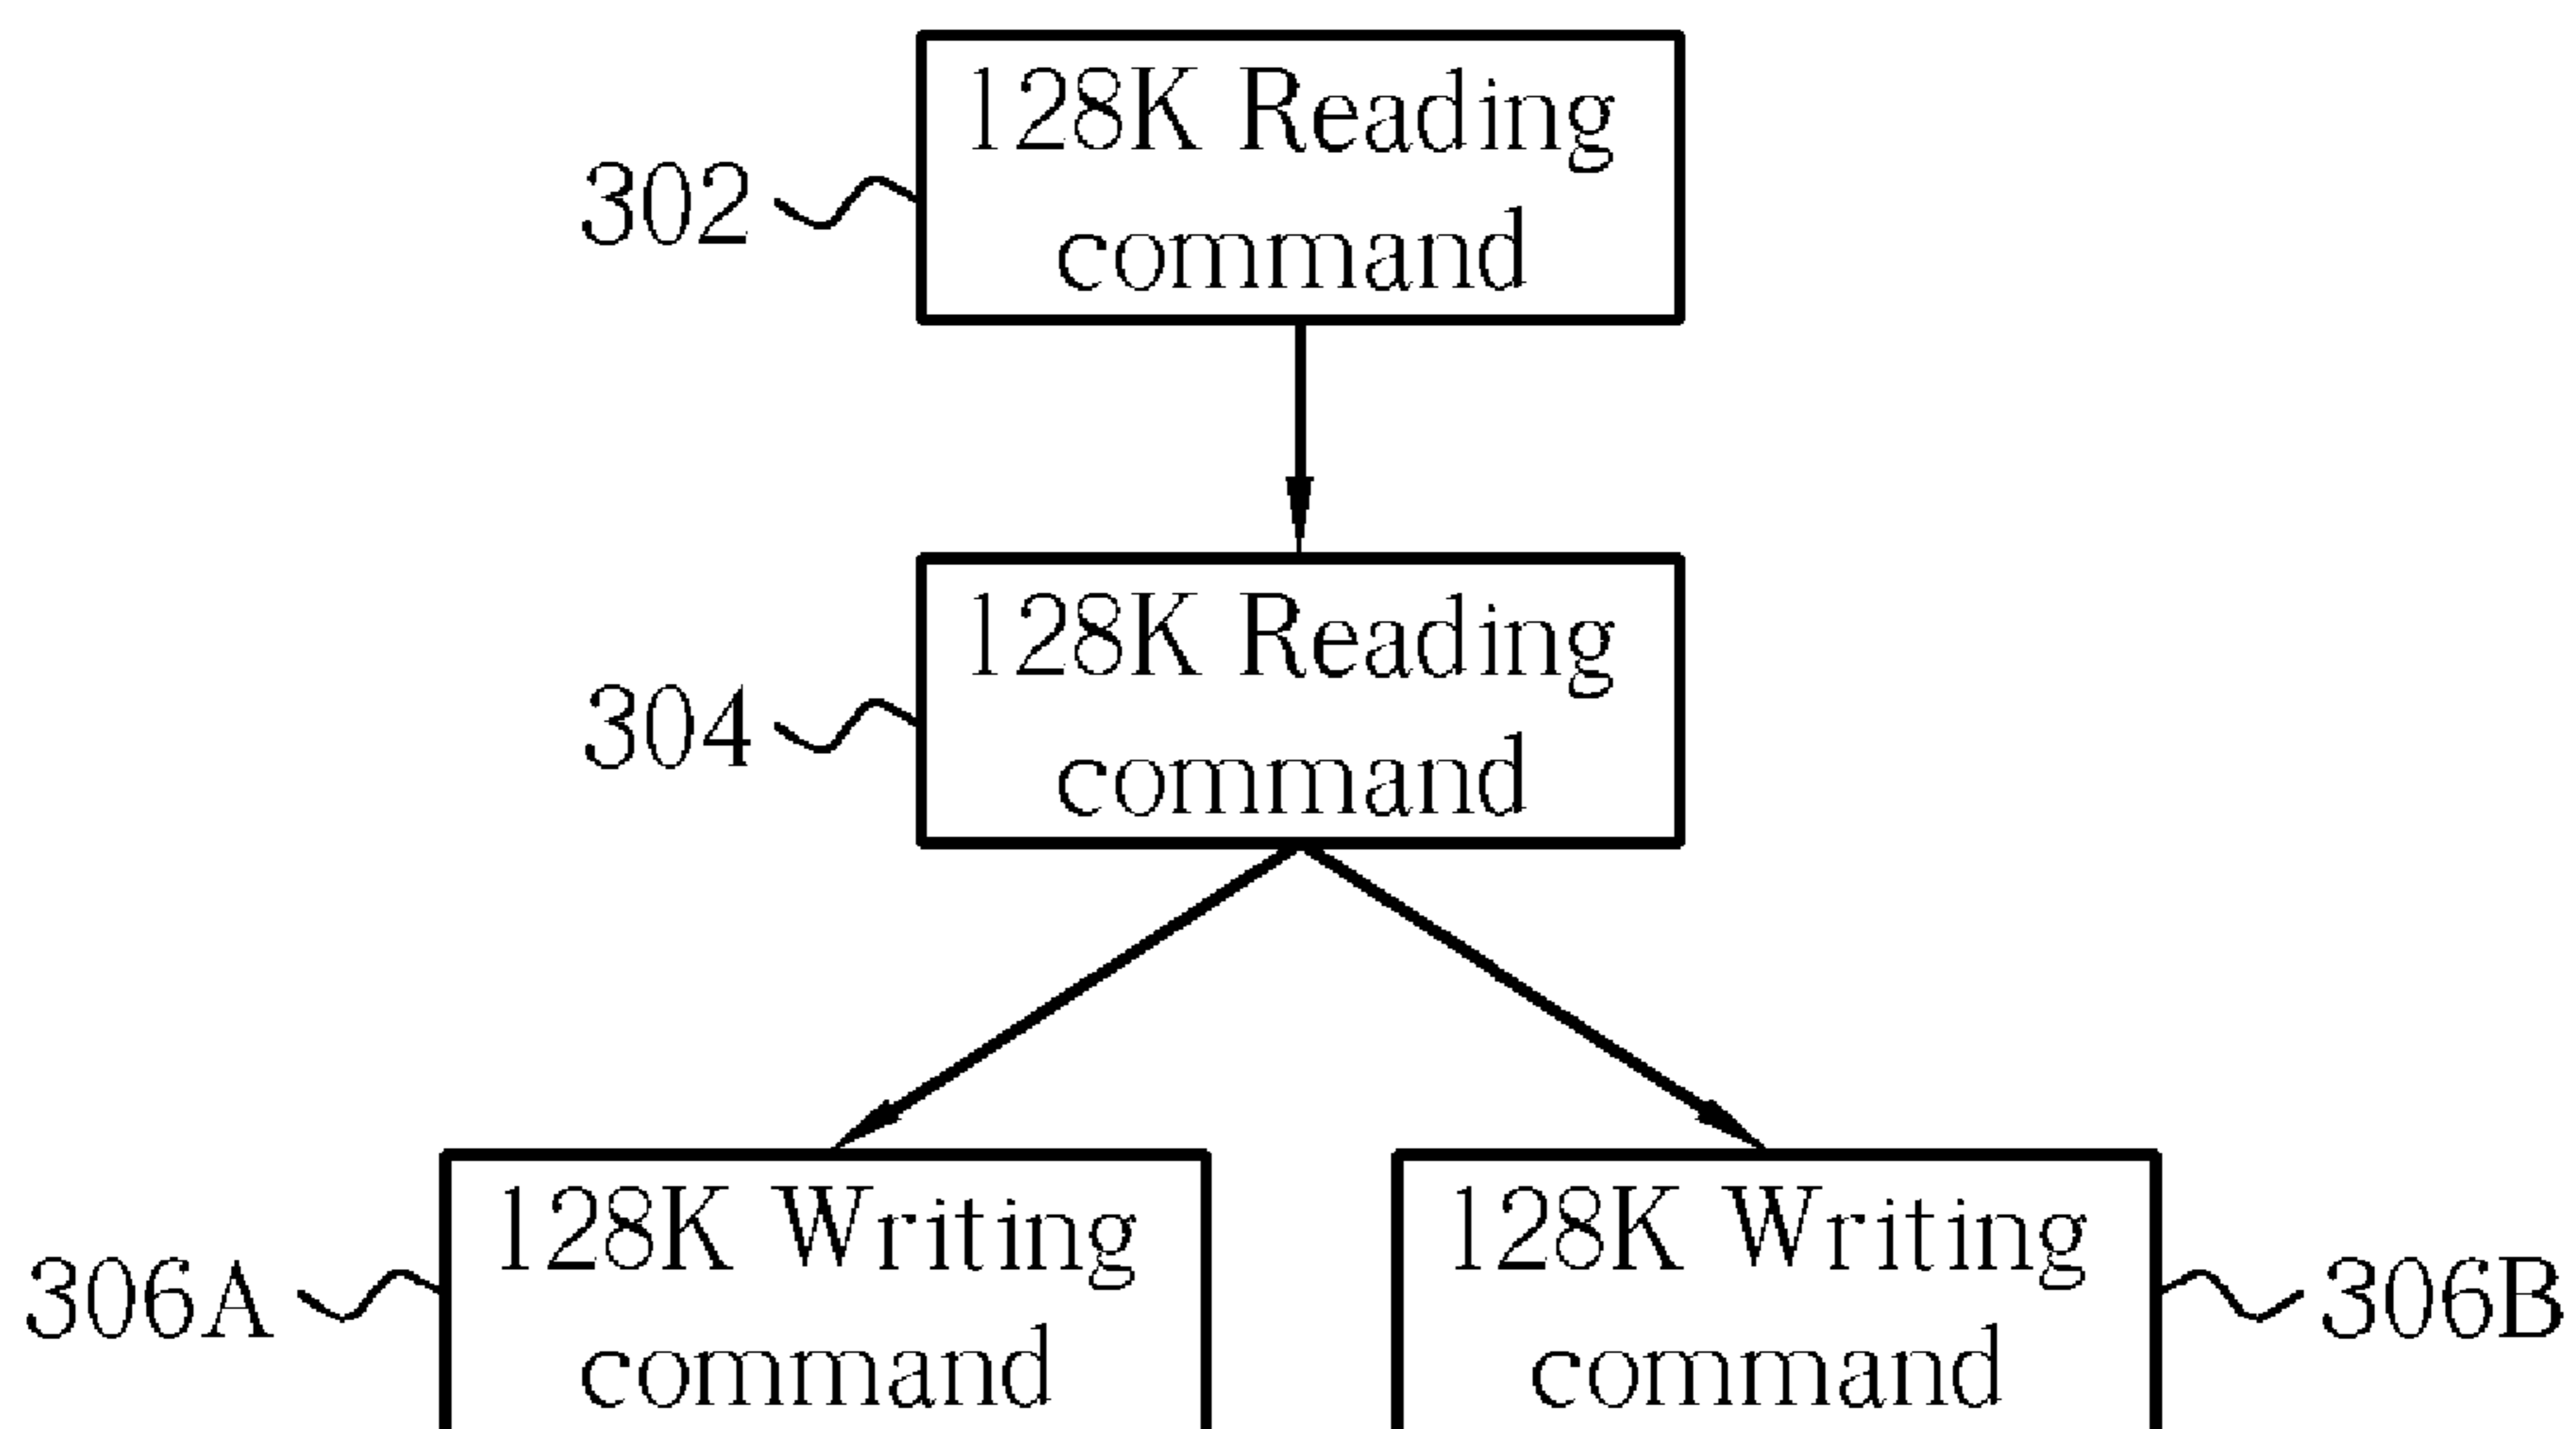 128K Reading
command
302
128K Reading
command
304
128K Writing
command
306A
128K Writing
command
306B